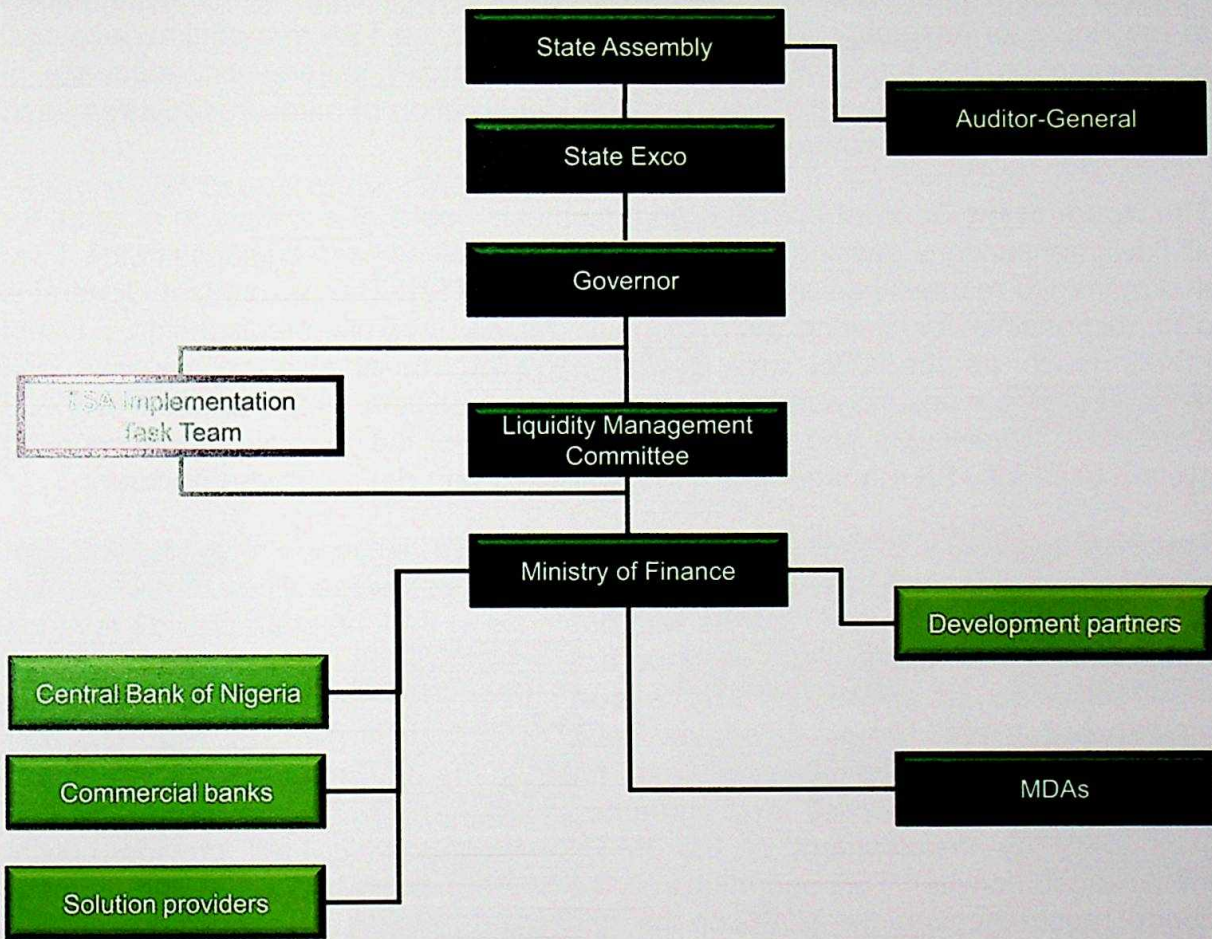 State Assembly
Auditor-General
State Exco
Governor
TSA Implementation
Task Team
Liquidity Management
Committee
Ministry of Finance
Development partners
Central Bank of Nigeria
Commercial banks
MDAs
Solution providers